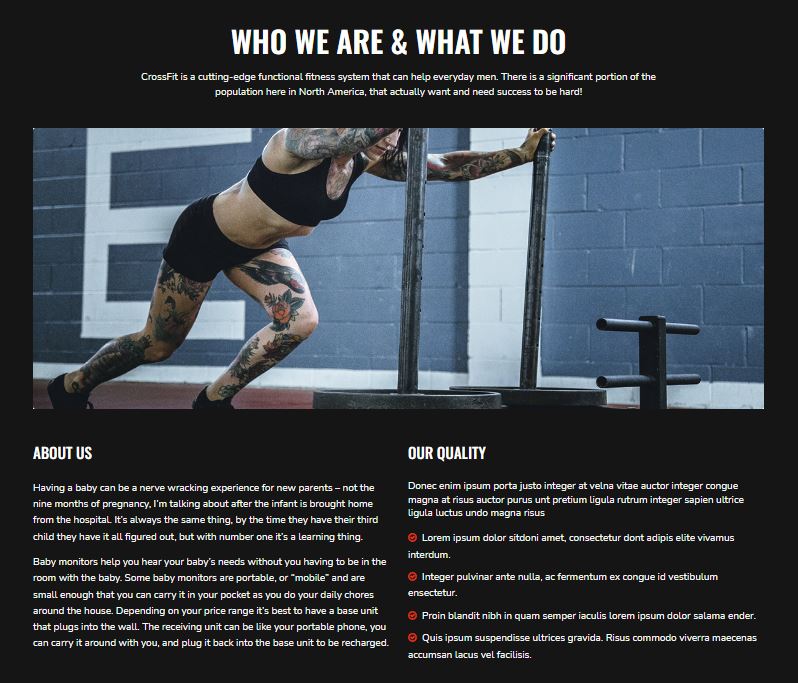 WHO WE ARE & WHAT WE DO
CrossFit is a cutting-edge functional fitness system that can help everyday men. There is a significant portion of the
population here in North America, that actually want and need success to be hard!
ABOUT US
Having a baby can be a nerve wracking experience for new parents – not the
nine months of pregnancy, I'm talking about after the infant is brought home
from the hospital. It's always the same thing, by the time they have their third
child they have it all figured out, but with number one it's a learning thing.
Baby monitors help you hear your baby's needs without you having to be in the
room with the baby. Some baby monitors are portable, or "mobile" and are
small enough that you can carry it in your pocket as you do your daily chores
around the house. Depending on your price range it's best to have a base unit
that plugs into the wall. The receiving unit can be like your portable phone, you
can carry it around with you, and plug it back into the base unit to be recharged.
OUR QUALITY
Donec enim ipsum porta justo integer at velna vitae auctor integer congue
magna at risus auctor purus unt pretium ligula rutrum integer sapien ultrice
ligula luctus undo magna risus
Lorem ipsum dolor sitdoni amet, consectetur dont adipis elite vivamus
interdum.
Integer pulvinar ante nulla, ac fermentum ex congue id vestibulum
ensectetur.
Proin blandit nibh in quam semper iaculis lorem ipsum dolor salama ender.
Quis ipsum suspendisse ultrices gravida. Risus commodo viverra maecenas
accumsan lacus vel facilisis.